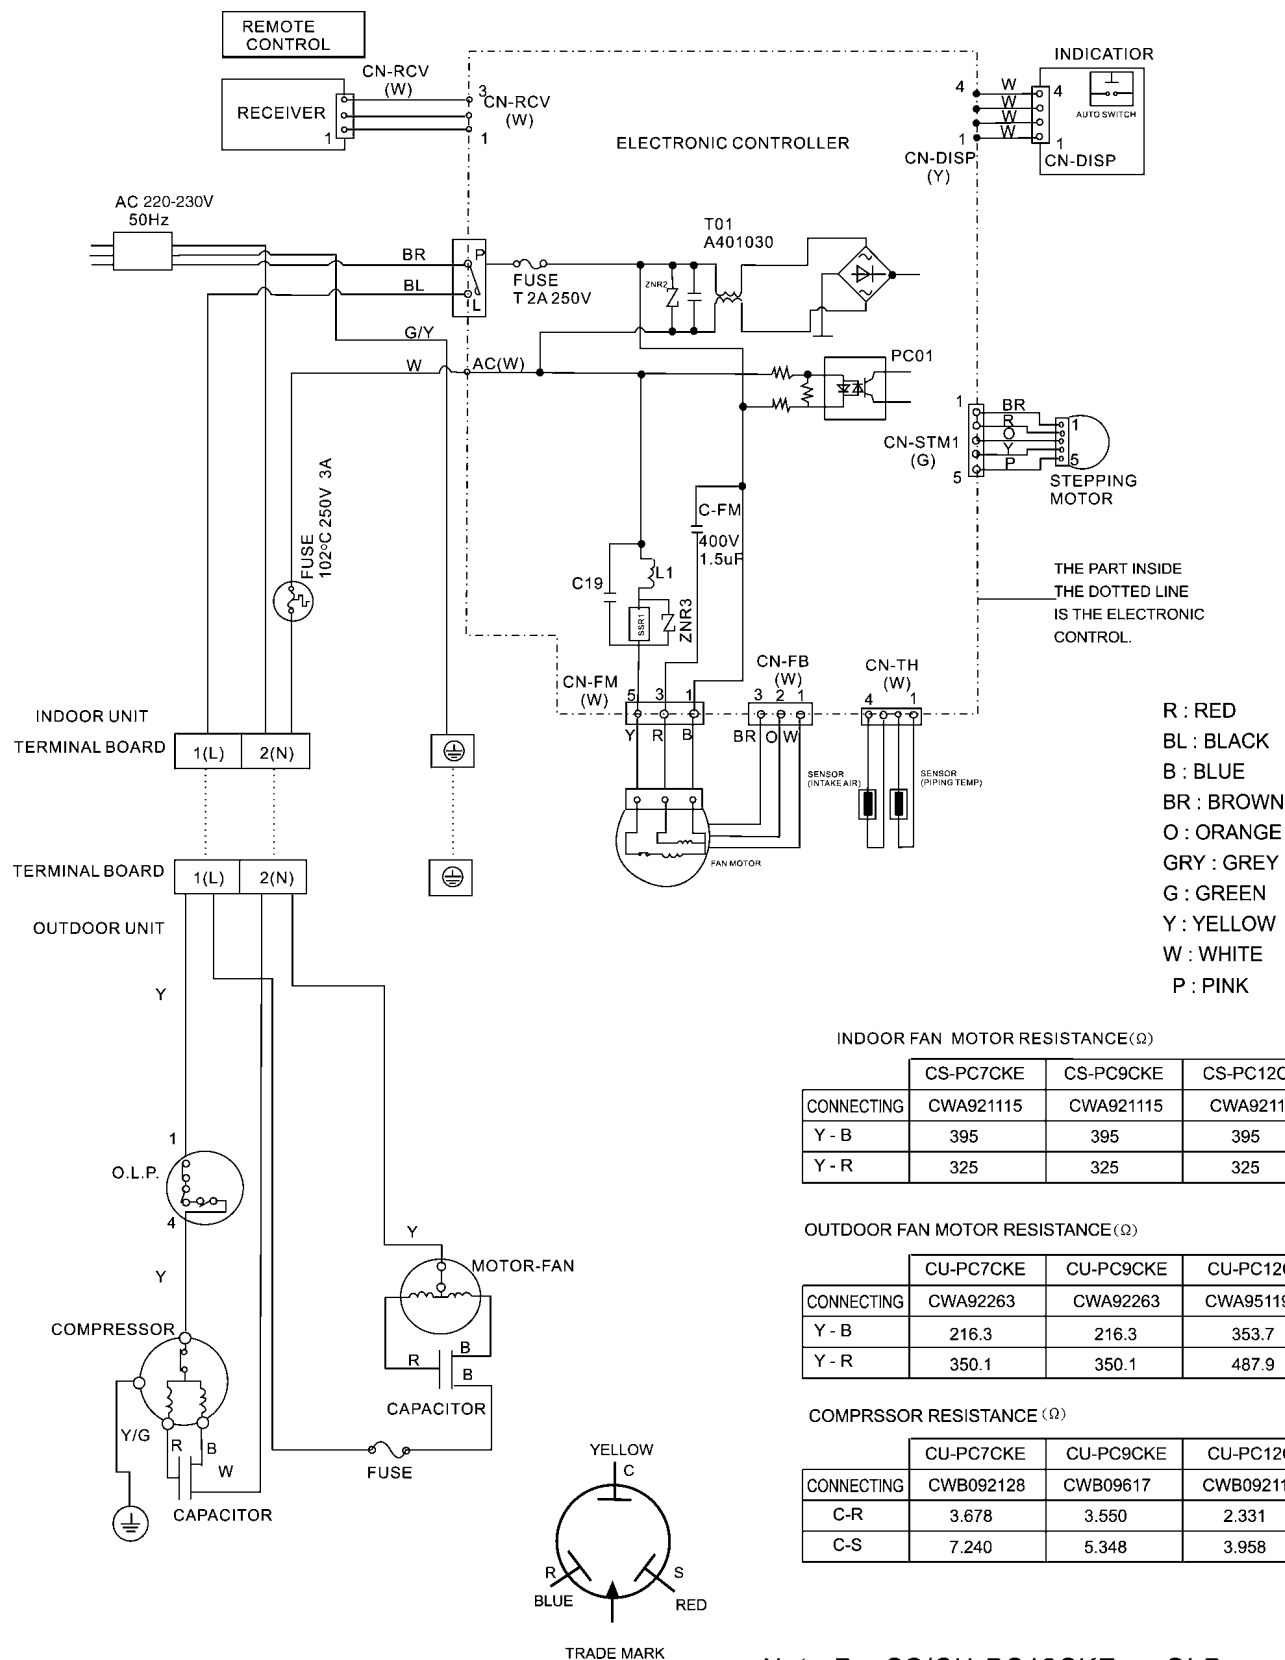 REMOTE
CONTROL
INDICATIOR
CN-RCV
(W)
3
CN-RCV
(W)
RECEIVER
1
1
4
W
W
W
W
4
AUTO SWITCH
1
1
CN-DISP
(Y)
CN-DISP
ELECTRONIC CONTROLLER
AC 220-230V
50Hz
T01
A401030
BR
P
FUSE
T 2A 250V
ZNR2
BL
L
G/Y
W
AC(W)
PC01
1
BR
R
O
Y
P
1
5
CN-STM1
(G)
5
STEPPING
MOTOR
FUSE
102°C 250V 3A
C-FM
400V
1.5uF
C19
L1
SSR1
ZNR3
THE PART INSIDE
THE DOTTED LINE
IS THE ELECTRONIC
CONTROL.
CN-FM
(W)
5 3 1
CN-FB
(W)
3 2 1
CN-TH
(W)
4 1
Y R B
BR O W
SENSOR
(INTAKE AIR)
SENSOR
(PIPING TEMP)
FAN MOTOR
INDOOR UNIT
TERMINAL BOARD
1(L) 2(N)
TERMINAL BOARD
1(L) 2(N)
OUTDOOR UNIT
R : RED
BL : BLACK
B : BLUE
BR : BROWN
O : ORANGE
GRY : GREY
G : GREEN
Y : YELLOW
W : WHITE
P : PINK
Y
1
O.L.P.
4
Y
Y
MOTOR-FAN
COMPRESSOR
R
B
B
CAPACITOR
Y/G
R
B
W
FUSE
CAPACITOR
YELLOW
C
R
S
BLUE
RED
TRADE MARK
INDOOR FAN MOTOR RESISTANCE(Ω)
CS-PC7CKE CS-PC9CKE CS-PC12C
CONNECTING CWA921115 CWA921115 CWA9211
Y - B 395 395 395
Y - R 325 325 325
OUTDOOR FAN MOTOR RESISTANCE(Ω)
CU-PC7CKE CU-PC9CKE CU-PC12
CONNECTING CWA92263 CWA92263 CWA95119
Y - B 216.3 216.3 353.7
Y - R 350.1 350.1 487.9
COMPRSSOR RESISTANCE (Ω)
CU-PC7CKE CU-PC9CKE CU-PC12
CONNECTING CWB092128 CWB09617 CWB09211
C-R 3.678 3.550 2.331
C-S 7.240 5.348 3.958